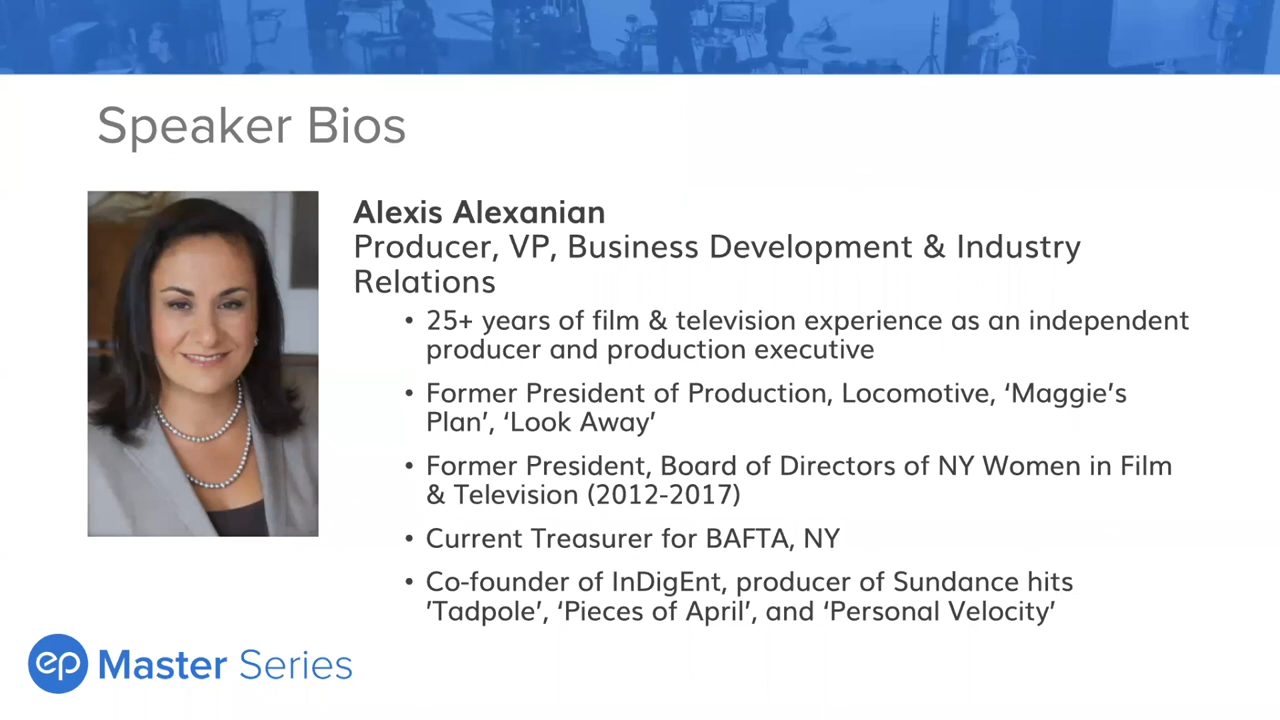 Speaker Bios
Alexis Alexanian
Producer, VP, Business Development & Industry
Relations
• 25+ years of film & television experience as an independent
producer and production executive
• Former President of Production, Locomotive, ‘Maggie’s
Plan’, ‘Look Away’
• Former President, Board of Directors of NY Women in Film
& Television (2012-2017)
• Current Treasurer for BAFTA, NY
• Co-founder of InDigEnt, producer of Sundance hits
’Tadpole’, ‘Pieces of April’, and ‘Personal Velocity’
ep Master Series